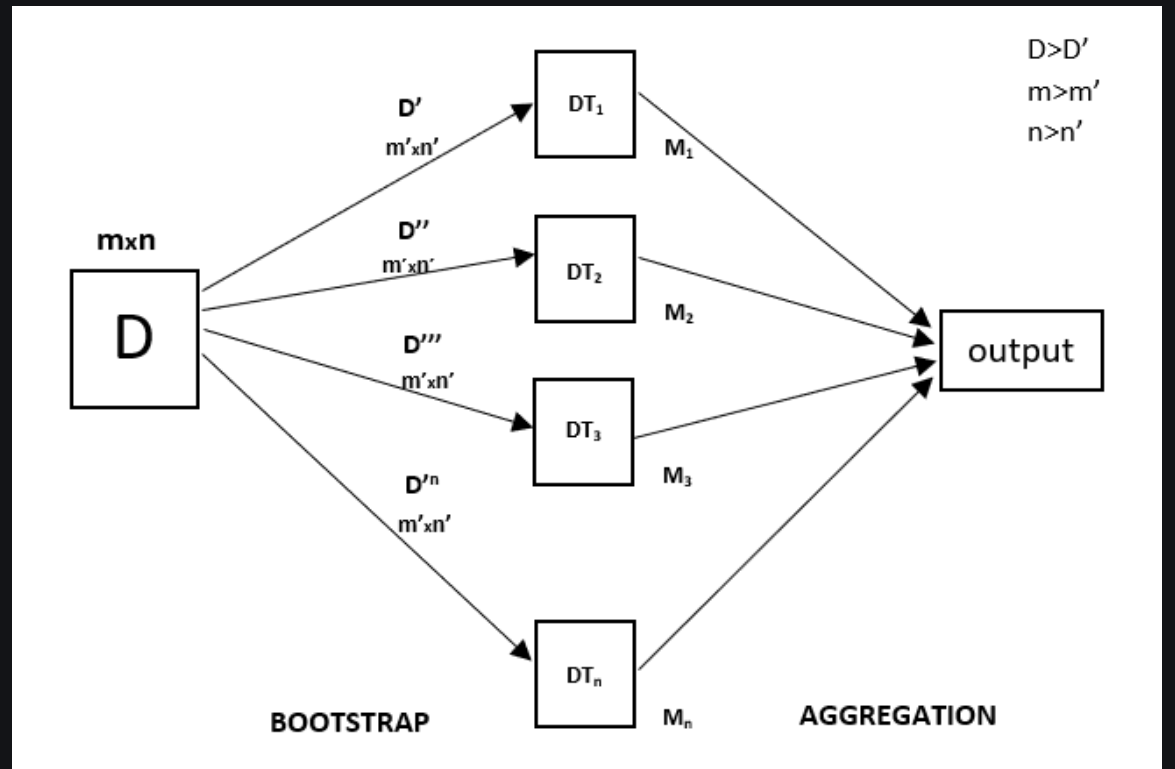 D>D’
m>m’
n>n’
D’
m’xn’
DT1
M1
D’’
m’xn’
DT2
M2
mxn
D
D’’’
m’xn’
DT3
M3
output
D’n
m’xn’
DTn
Mn
BOOTSTRAP
AGGREGATION